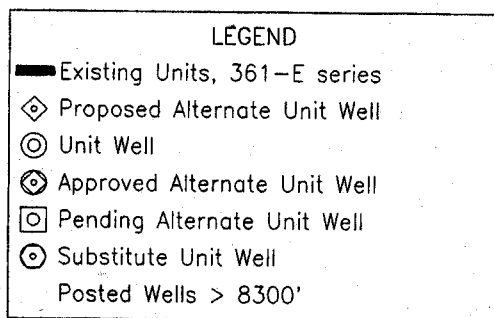 LEGEND
Existing Units, 361-E series
Proposed Alternate Unit Well
Unit Well
Approved Alternate Unit Well
Pending Alternate Unit Well
Substitute Unit Well
Posted Wells > 8300'